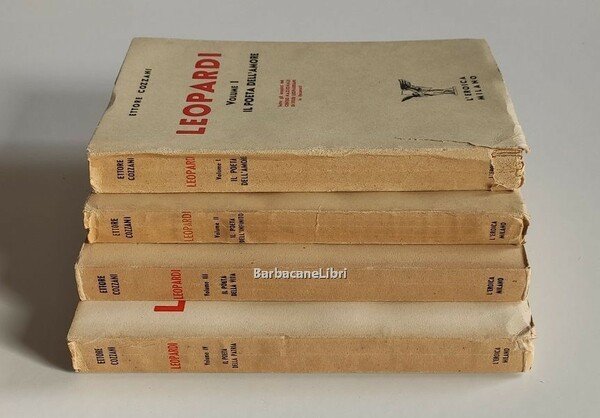 ETTORE COZZANI
LEOPARDI
VOLUME I
IL POETA DELL'AMORE
L'EROICA
MILANO
ETTORE
COZZANI
LEOPARDI
Volume I
IL POETA
DELL'AMORE
ETTORE
COZZANI
LEOPARDI
Volume II
IL POETA
DELL'INFINITO
L'EROICA
MILANO
BarbacaneLibri
ETTORE
COZZANI
LEOPARDI
Volume III
IL POETA
DELLA VITA
L'EROICA
MILANO
L
ETTORE
COZZANI
LEOPARDI
Volume IV
IL POETA
DELLA PATRIA
L'EROICA
MILANO